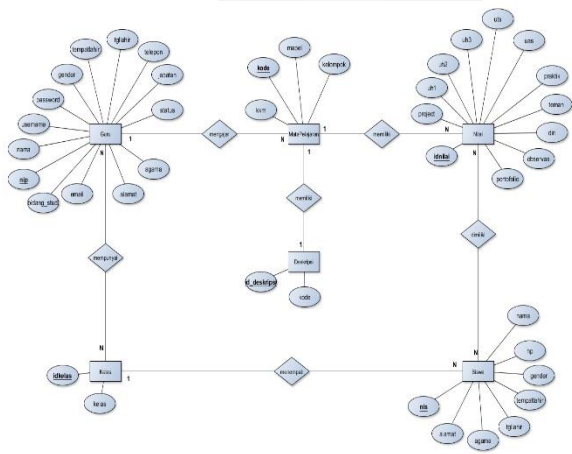 tgllahir
tempatlahir
telepon
gender
jabatan
password
status
username
Guru
nama
agama
nip
bidang_studi
email
alamat
1
mengajar
N
kode
mapel
kelompok
kkm
MataPelajaran
1
1
memiliki
N
uts
uh3
uas
uh2
praktik
uh1
teman
project
Nilai
diri
idnilai
observasi
portofolio
N
N
memiliki
mempunyai
dimiliki
1
Deskripsi
id_deskripsi
kode
N
Kelas
idkelas
1
kelas
menempati
N
N
Siswa
nama
hp
gender
tempatlahir
nis
tgllahir
alamat
agama